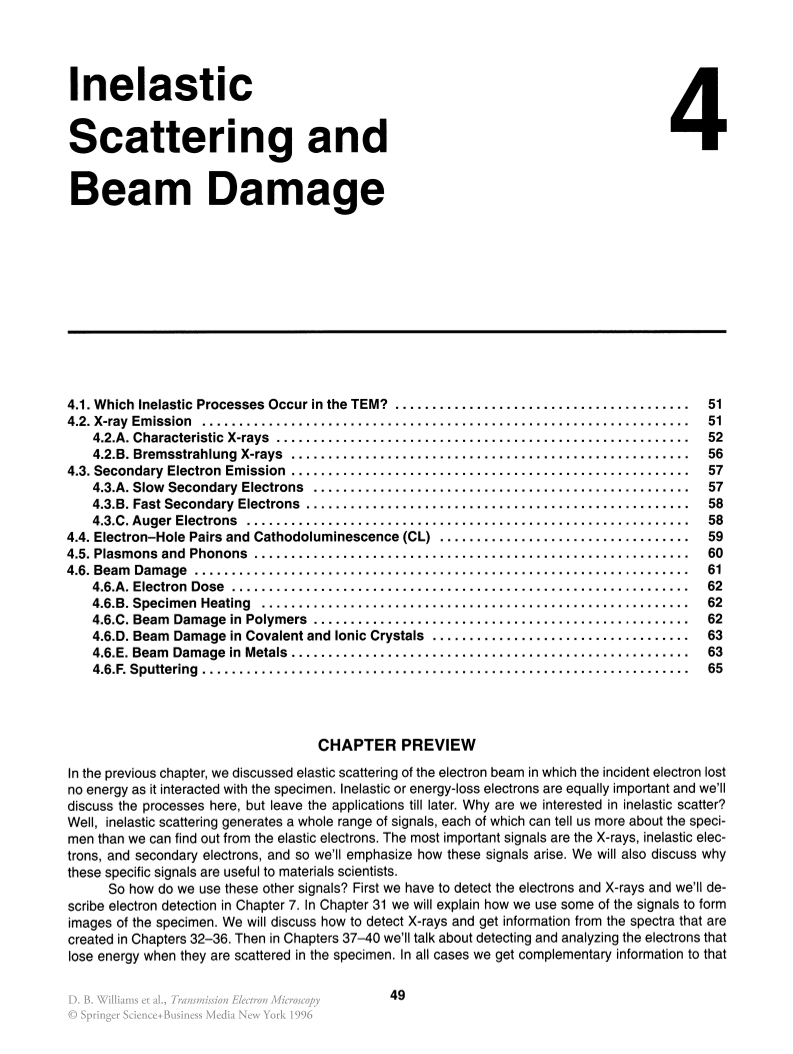 Inelastic
Scattering and
Beam Damage
4
4.1. Which Inelastic Processes Occur in the TEM? . . . . . . . . . . . . . . . . . . . . . . . . . . . . . . . . . . . . . . . 51
4.2. X-ray Emission . . . . . . . . . . . . . . . . . . . . . . . . . . . . . . . . . . . . . . . . . . . . . . . . . . . . . . . . . . . . . . . . . 51
4.2.A. Characteristic X-rays . . . . . . . . . . . . . . . . . . . . . . . . . . . . . . . . . . . . . . . . . . . . . . . . . . . . . . . 52
4.2.B. Bremsstrahlung X-rays . . . . . . . . . . . . . . . . . . . . . . . . . . . . . . . . . . . . . . . . . . . . . . . . . . . . . 56
4.3. Secondary Electron Emission . . . . . . . . . . . . . . . . . . . . . . . . . . . . . . . . . . . . . . . . . . . . . . . . . . . . . 57
4.3.A. Slow Secondary Electrons . . . . . . . . . . . . . . . . . . . . . . . . . . . . . . . . . . . . . . . . . . . . . . . . . . 57
4.3.B. Fast Secondary Electrons . . . . . . . . . . . . . . . . . . . . . . . . . . . . . . . . . . . . . . . . . . . . . . . . . . . 58
4.3.C. Auger Electrons . . . . . . . . . . . . . . . . . . . . . . . . . . . . . . . . . . . . . . . . . . . . . . . . . . . . . . . . . . . 58
4.4. Electron–Hole Pairs and Cathodoluminescence (CL) . . . . . . . . . . . . . . . . . . . . . . . . . . . . . . . . . 59
4.5. Plasmons and Phonons . . . . . . . . . . . . . . . . . . . . . . . . . . . . . . . . . . . . . . . . . . . . . . . . . . . . . . . . . . 60
4.6. Beam Damage . . . . . . . . . . . . . . . . . . . . . . . . . . . . . . . . . . . . . . . . . . . . . . . . . . . . . . . . . . . . . . . . . . 61
4.6.A. Electron Dose . . . . . . . . . . . . . . . . . . . . . . . . . . . . . . . . . . . . . . . . . . . . . . . . . . . . . . . . . . . . . 62
4.6.B. Specimen Heating . . . . . . . . . . . . . . . . . . . . . . . . . . . . . . . . . . . . . . . . . . . . . . . . . . . . . . . . . 62
4.6.C. Beam Damage in Polymers . . . . . . . . . . . . . . . . . . . . . . . . . . . . . . . . . . . . . . . . . . . . . . . . . . 62
4.6.D. Beam Damage in Covalent and Ionic Crystals . . . . . . . . . . . . . . . . . . . . . . . . . . . . . . . . . . 63
4.6.E. Beam Damage in Metals . . . . . . . . . . . . . . . . . . . . . . . . . . . . . . . . . . . . . . . . . . . . . . . . . . . . . 63
4.6.F. Sputtering . . . . . . . . . . . . . . . . . . . . . . . . . . . . . . . . . . . . . . . . . . . . . . . . . . . . . . . . . . . . . . . . . 65
CHAPTER PREVIEW
In the previous chapter, we discussed elastic scattering of the electron beam in which the incident electron lost
no energy as it interacted with the specimen. Inelastic or energy-loss electrons are equally important and we'll
discuss the processes here, but leave the applications till later. Why are we interested in inelastic scatter?
Well, inelastic scattering generates a whole range of signals, each of which can tell us more about the speci-
men than we can find out from the elastic electrons. The most important signals are the X-rays, inelastic elec-
trons, and secondary electrons, and so we'll emphasize how these signals arise. We will also discuss why
these specific signals are useful to materials scientists.
So how do we use these other signals? First we have to detect the electrons and X-rays and we'll de-
scribe electron detection in Chapter 7. In Chapter 31 we will explain how we use some of the signals to form
images of the specimen. We will discuss how to detect X-rays and get information from the spectra that are
created in Chapters 32–36. Then in Chapters 37–40 we'll talk about detecting and analyzing the electrons that
lose energy when they are scattered in the specimen. In all cases we get complementary information to that
49
D. B. Williams et al., Transmission Electron Microscopy
© Springer Science+Business Media New York 1996